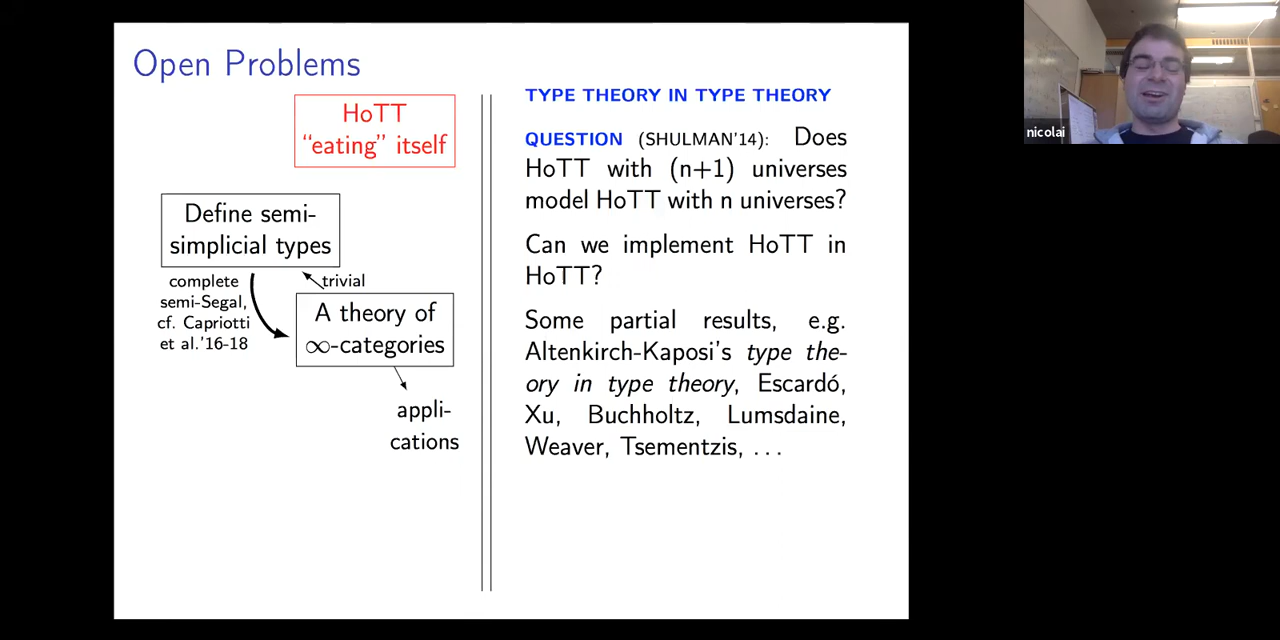 Open Problems
HoTT
“eating” itself
Define semi-
simplicial types
complete
semi-Segal,
cf. Capriotti
et al.'16-18
trivial
A theory of
∞-categories
appli-
cations
TYPE THEORY IN TYPE THEORY
QUESTION (SHULMAN'14): Does
HoTT with (n+1) universes
model HoTT with n universes?
Can we implement HoTT in
HoTT?
Some partial results, e.g.
Altenkirch-Kaposi's type the-
ory in type theory, Escardó,
Xu, Buchholtz, Lumsdaine,
Weaver, Tsementzis, . . .
nicolai